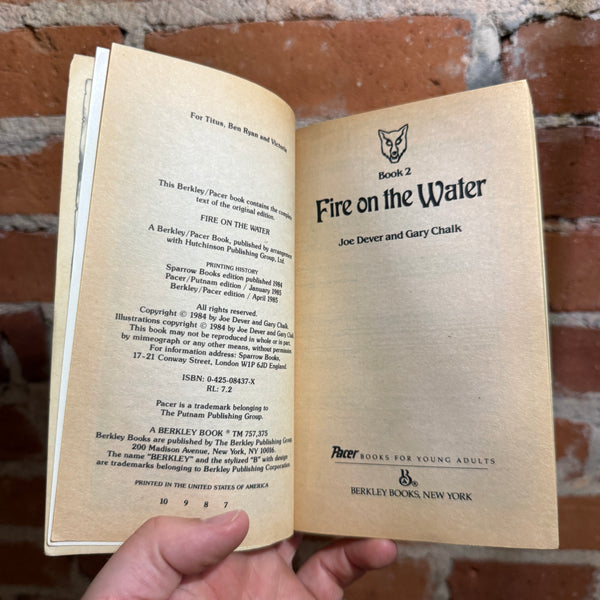 For Titus, Ben Ryan and Victoria
This Berkley/Pacer book contains the complete
text of the original edition.
FIRE ON THE WATER
A Berkley/Pacer Book, published by arrangement
with Hutchinson Publishing Group, Ltd.
PRINTING HISTORY
Sparrow Books edition published 1984
Pacer/Putnam edition / January 1985
Berkley/Pacer edition / April 1985
All rights reserved.
Copyright © 1984 by Joe Dever and Gary Chalk.
Illustrations copyright © 1984 by Joe Dever and Gary Chalk
This book may not be reproduced in whole or in part,
by mimeograph or any other means, without permission.
For information address: Sparrow Books,
17-21 Conway Street, London W1P 6JD England.
ISBN: 0-425-08437-X
RL: 7.2
Pacer is a trademark belonging to
The Putnam Publishing Group.
A BERKLEY BOOK ® TM 757,375
Berkley Books are published by The Berkley Publishing Group,
200 Madison Avenue, New York, NY 10016.
The name "BERKLEY" and the stylized "B" with design
are trademarks belonging to Berkley Publishing Corporation.
PRINTED IN THE UNITED STATES OF AMERICA
10 9 8 7
Book 2
Fire on the Water
Joe Dever and Gary Chalk
Pacer BOOKS FOR YOUNG ADULTS
B
BERKLEY BOOKS, NEW YORK